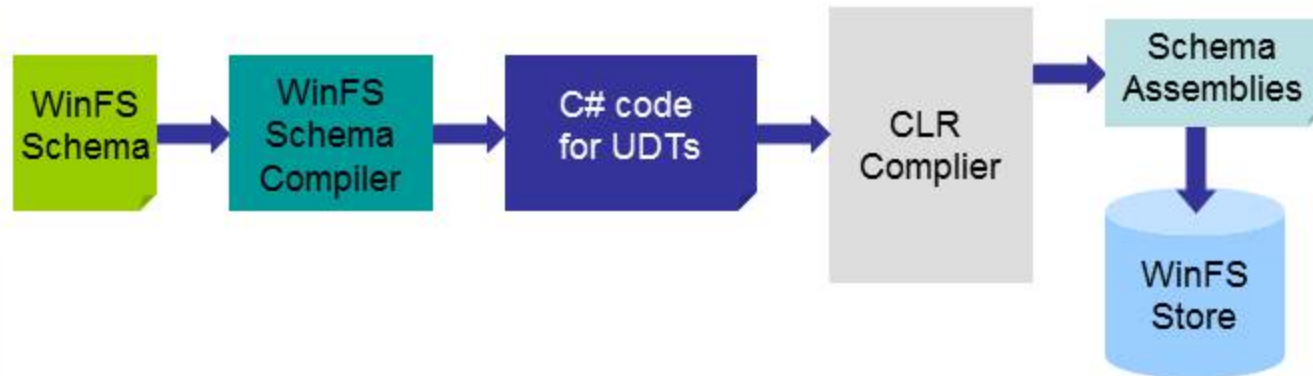 WinFS
Schema
WinFS
Schema
Compiler
C# code
for UDTs
CLR
Complier
Schema
Assemblies
WinFS
Store